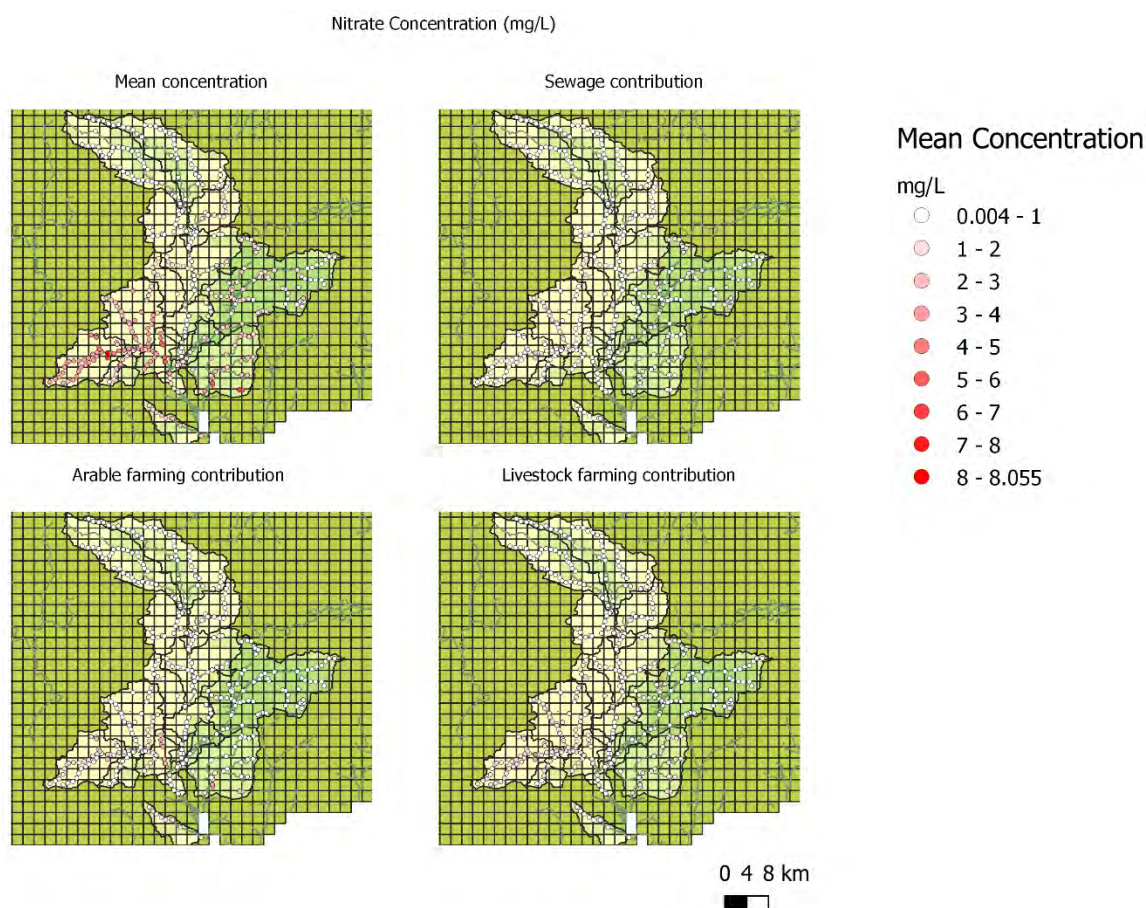 Nitrate Concentration (mg/L)
Mean concentration
Sewage contribution
Arable farming contribution
Livestock farming contribution
Mean Concentration
mg/L
0.004 - 1
1 - 2
2 - 3
3 - 4
4 - 5
5 - 6
6 - 7
7 - 8
8 - 8.055
0 4 8 km